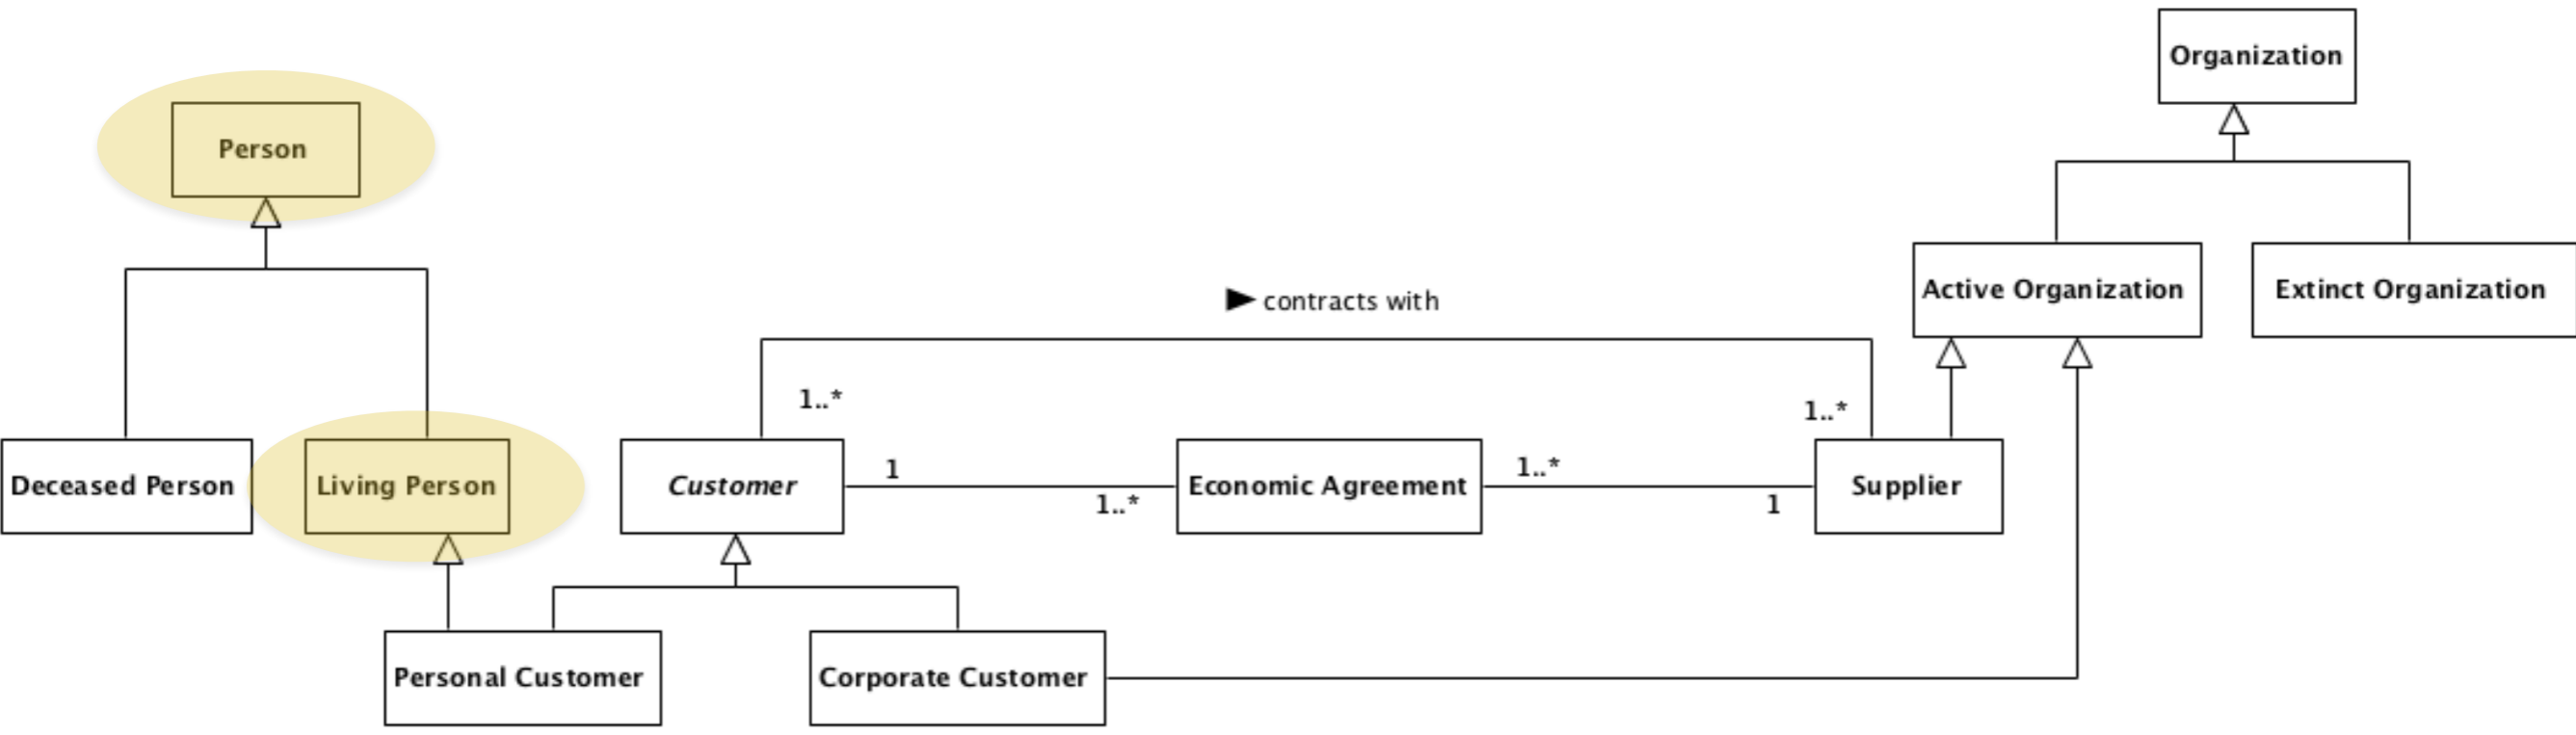 Organization
Person
Active Organization
Extinct Organization
contracts with
1..*
1..*
Deceased Person
Living Person
Customer
1
1..*
Economic Agreement
1..*
1
Supplier
Personal Customer
Corporate Customer